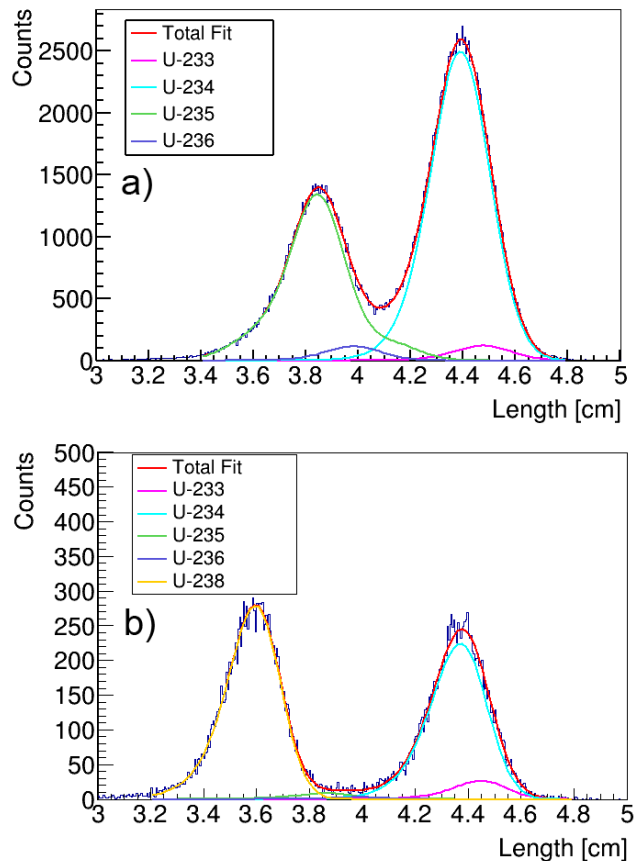 Counts
2500
2000
1500
1000
500
0
Total Fit
U-233
U-234
U-235
U-236
a)
3 3.2 3.4 3.6 3.8 4 4.2 4.4 4.6 4.8 5
Length [cm]
Counts
500
450
400
350
300
250
200
150
100
50
0
Total Fit
U-233
U-234
U-235
U-236
U-238
b)
3 3.2 3.4 3.6 3.8 4 4.2 4.4 4.6 4.8 5
Length [cm]